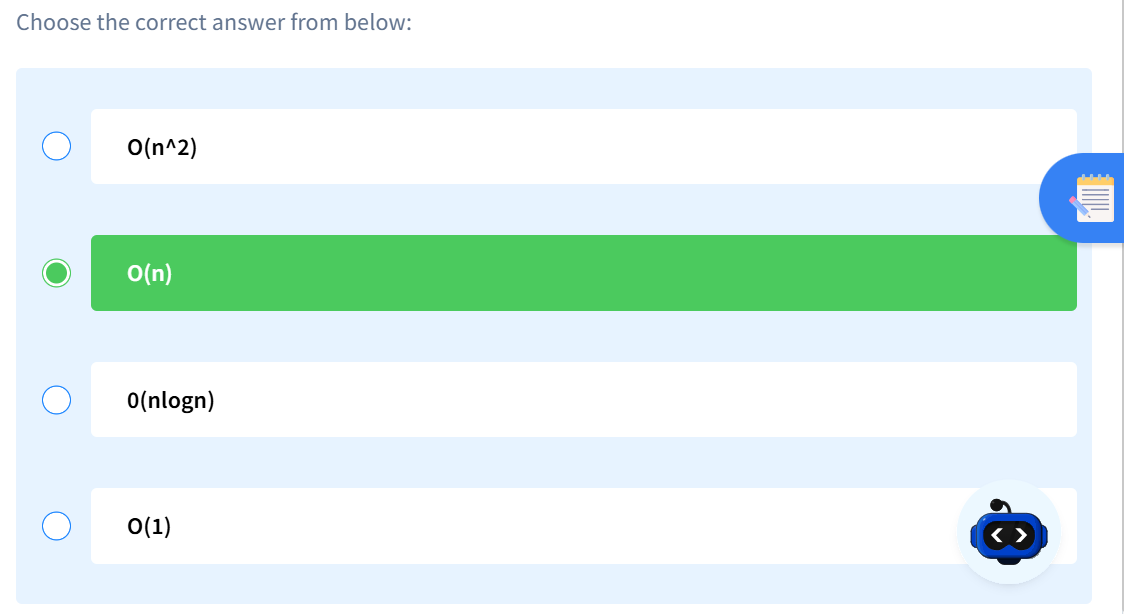 Choose the correct answer from below:
O(n^2)
O(n)
0(nlogn)
O(1)